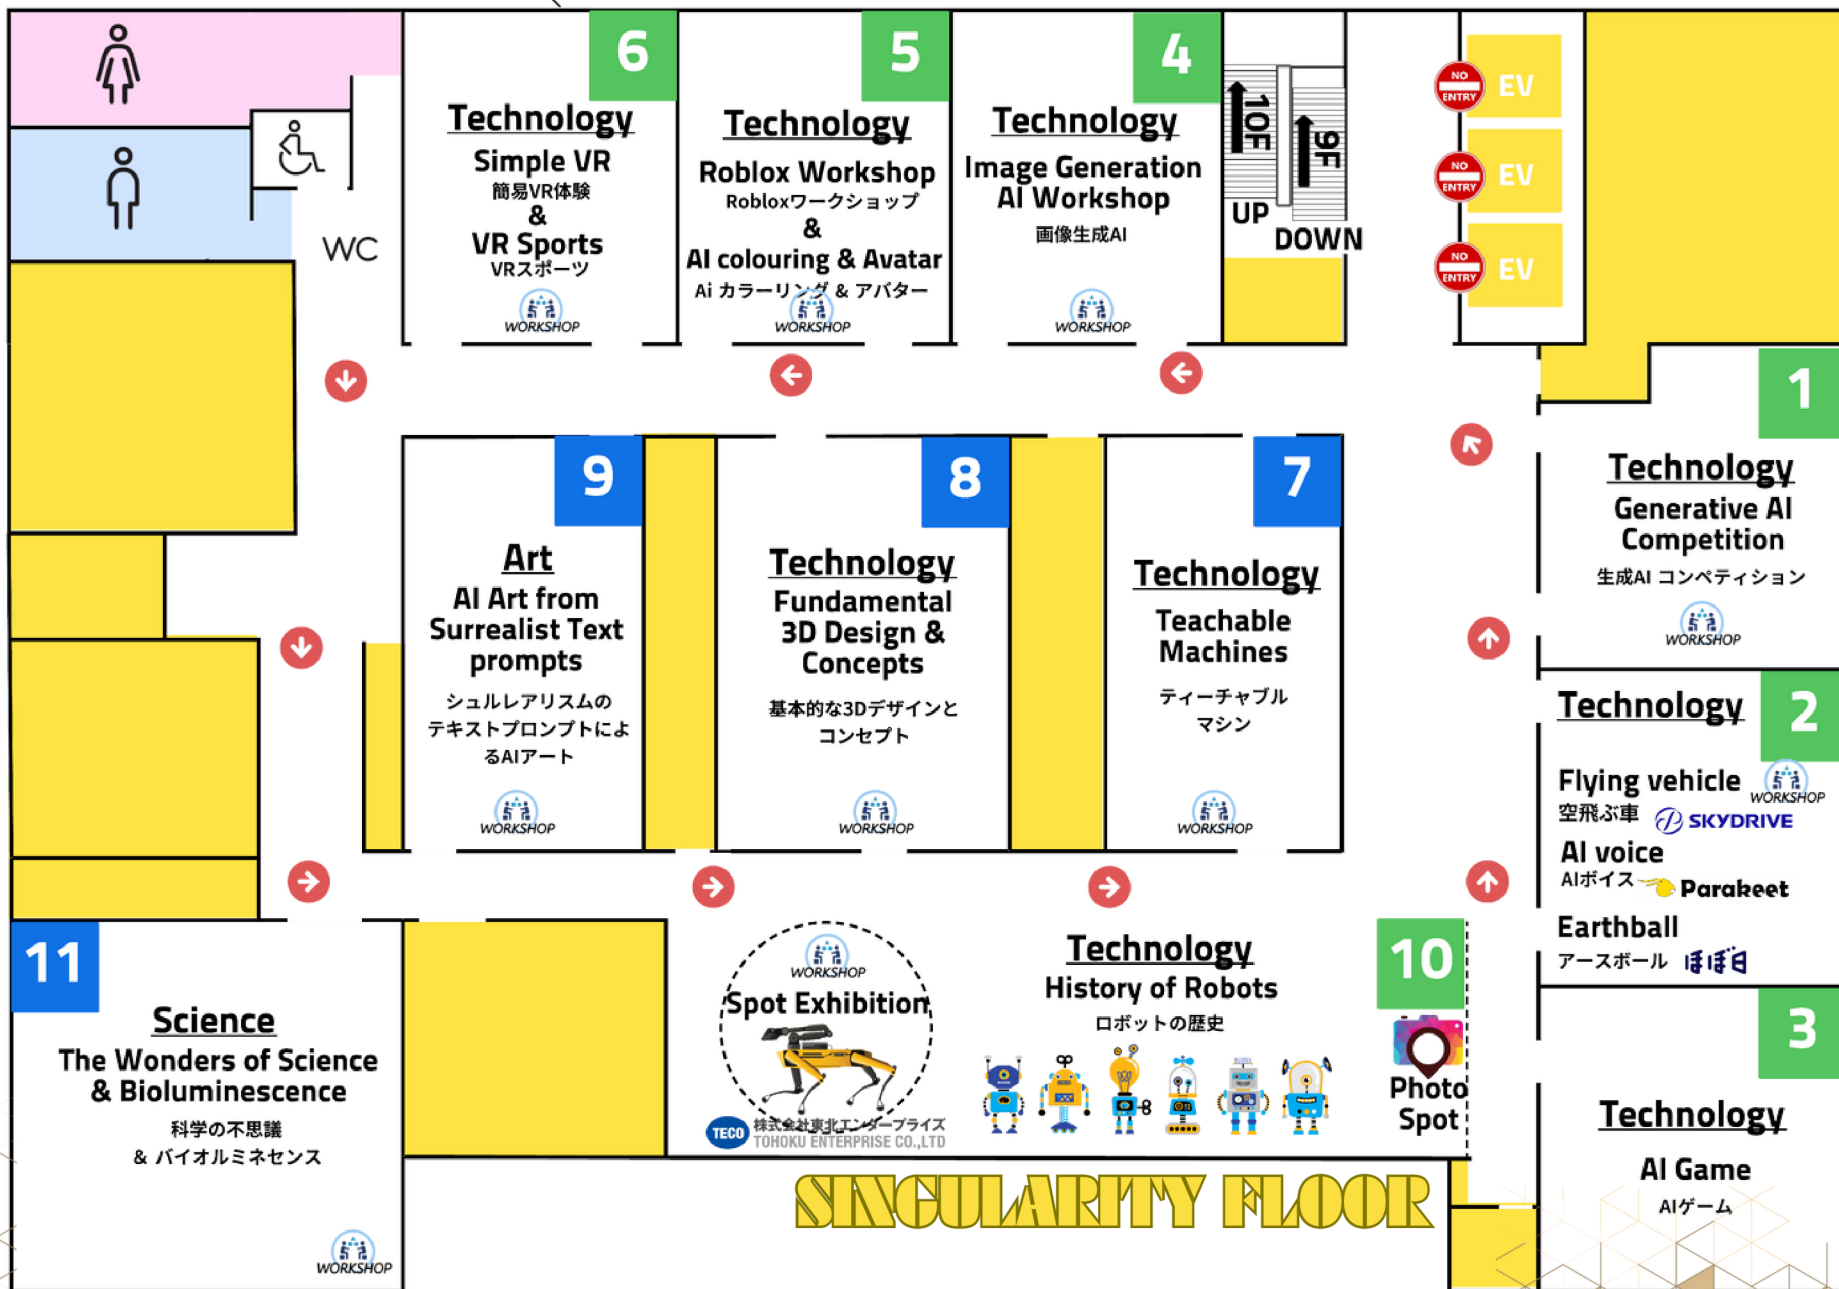 6
Technology
Simple VR
簡易VR体験
&
VR Sports
VRスポーツ
WORKSHOP
5
Technology
Roblox Workshop
Robloxワークショップ
&
AI colouring & Avatar
Ai カラーリング & アバター
WORKSHOP
4
Technology
Image Generation
AI Workshop
画像生成AI
WORKSHOP
10F
9F
UP
DOWN
NO
ENTRY
EV
NO
ENTRY
EV
NO
ENTRY
EV
WC
1
Technology
Generative AI
Competition
生成AI コンペティション
WORKSHOP
9
Art
AI Art from
Surrealist Text
prompts
シュルレアリスムの
テキストプロンプトによ
るAIアート
WORKSHOP
8
Technology
Fundamental
3D Design &
Concepts
基本的な3Dデザインと
コンセプト
WORKSHOP
7
Technology
Teachable
Machines
ティーチャブル
マシン
WORKSHOP
2
Technology
Flying vehicle
WORKSHOP
空飛ぶ車
SKYDRIVE
AI voice
AIボイス
Parakeet
Earthball
アースボール
ほぼ日
11
Science
The Wonders of Science
& Bioluminescence
科学の不思議
& バイオルミネセンス
WORKSHOP
WORKSHOP
Spot Exhibition
TECO
株式会社東北エンタープライズ
TOHOKU ENTERPRISE CO.,LTD
Technology
History of Robots
ロボットの歴史
10
Photo
Spot
3
Technology
AI Game
AIゲーム
SINGULARITY FLOOR